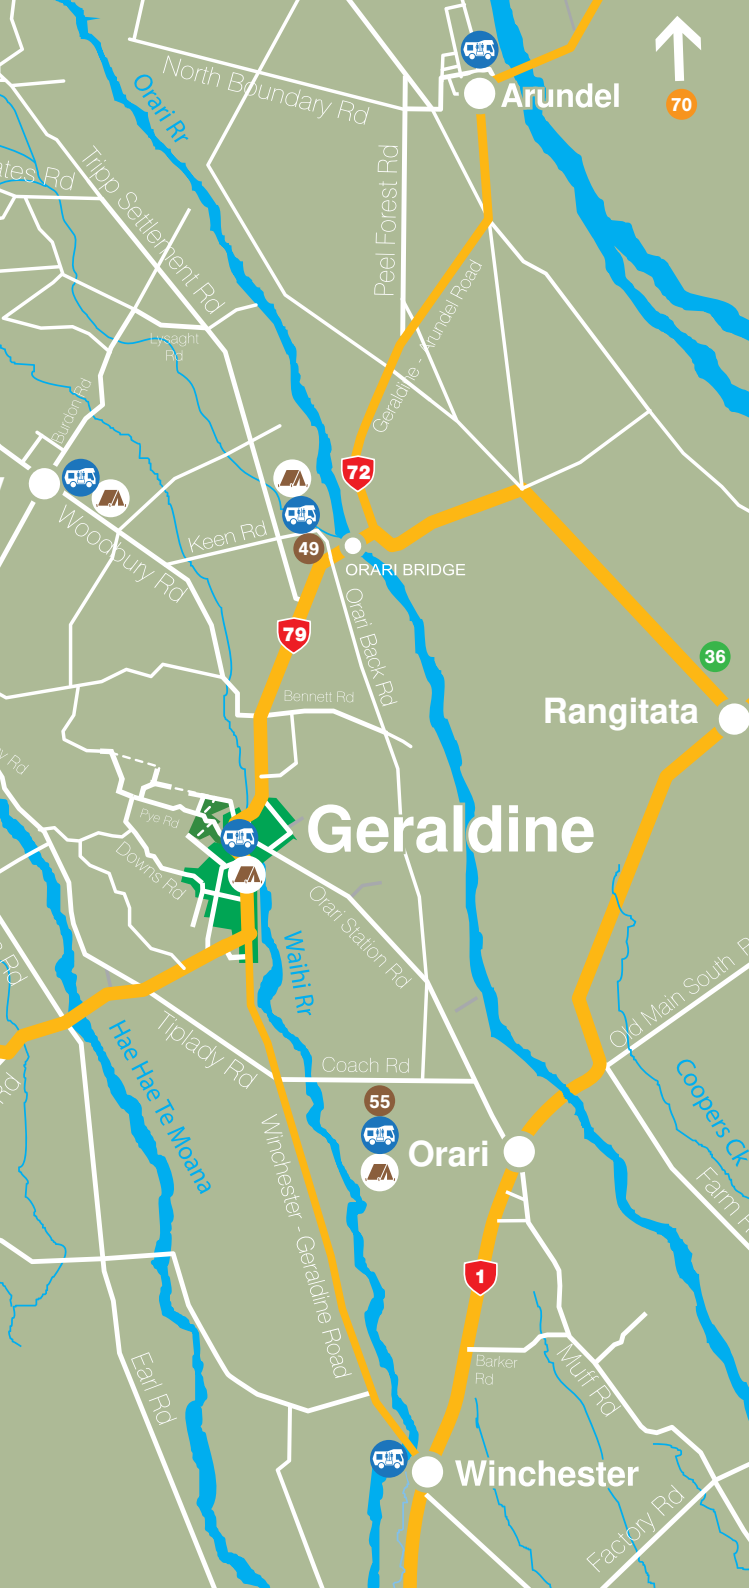 Arundel
70
Orari Rr
North Boundary Rd
Tripp Settlement Rd
Peel Forest Rd
Geraldine - Arundel Road
Lysaght
Rd
Burdon Rd
72
Woodbury Rd
Keen Rd
49
ORARI BRIDGE
79
Orari Back Rd
36
Bennett Rd
Rangitata
Rd
Pye Rd
Geraldine
Downs Rd
Orari Station Rd
Waihi Rr
Rd
Old Main South
Tiplady Rd
Hae Hae Te Moana
Coach Rd
Coopers Ck
Rd
55
Winchester - Geraldine Road
Orari
Farm
1
Earl Rd
Barker
Rd
Muff Rd
Winchester
Factory Rd